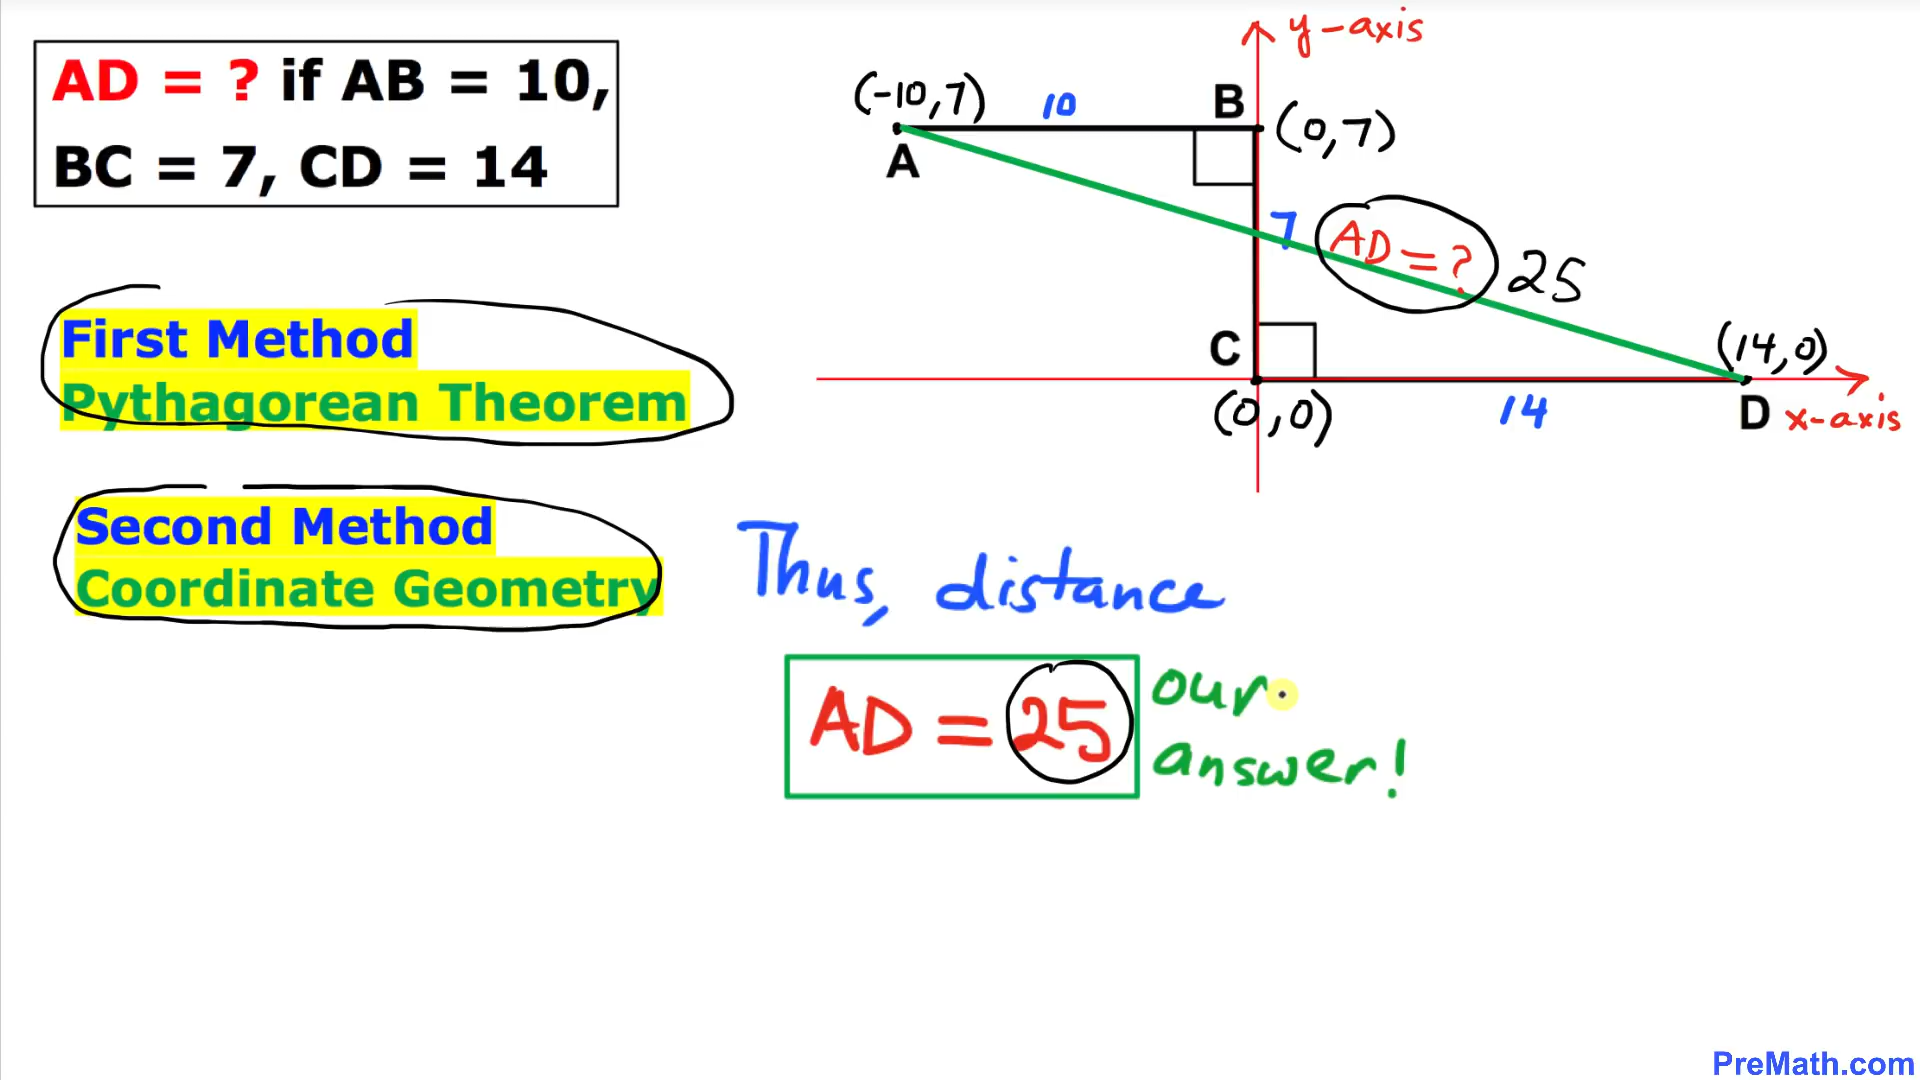 AD = ? if AB = 10,
BC = 7, CD = 14
First Method
Pythagorean Theorem
Second Method
Coordinate Geometry
y-axis
(-10,7)
10
B
(0,7)
A
7
AD = ?
25
C
(14,0)
(0,0)
14
D
x-axis
Thus, distance
AD = 25
our
answer!
PreMath.com